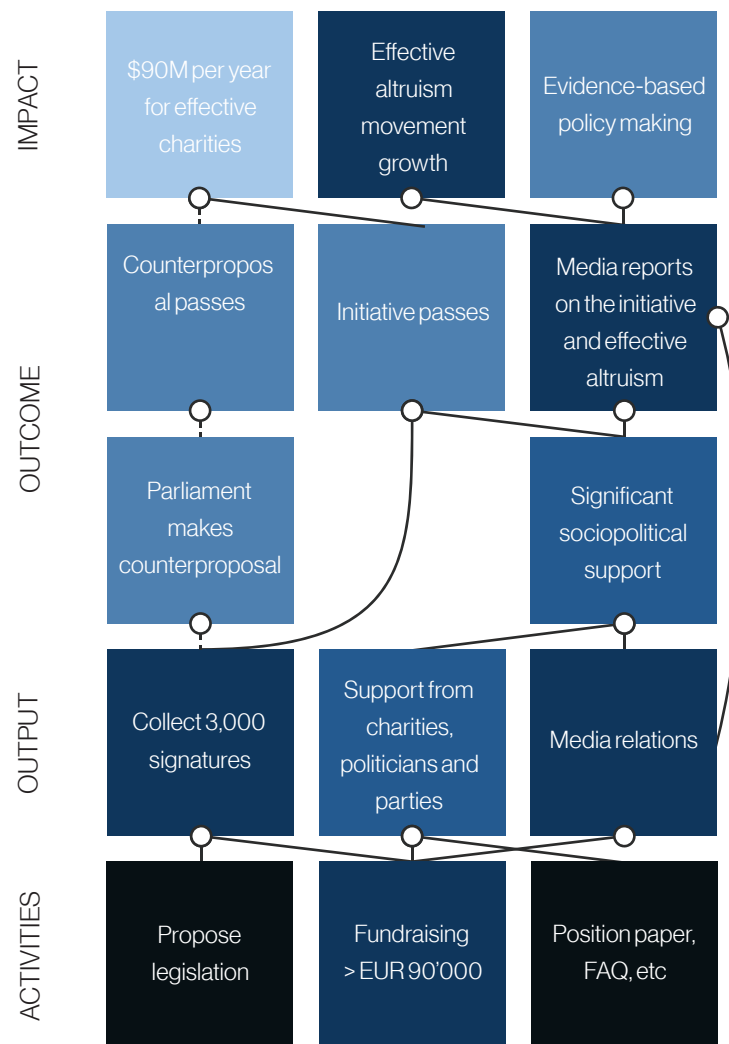 IMPACT
$90M per year
for effective
charities
Effective
altruism
movement
growth
Evidence-based
policy making
OUTCOME
Counterpropos
al passes
Initiative passes
Media reports
on the initiative
and effective
altruism
Parliament
makes
counterproposal
Significant
sociopolitical
support
OUTPUT
Collect 3,000
signatures
Support from
charities,
politicians and
parties
Media relations
ACTIVITIES
Propose
legislation
Fundraising
> EUR 90’000
Position paper,
FAQ, etc